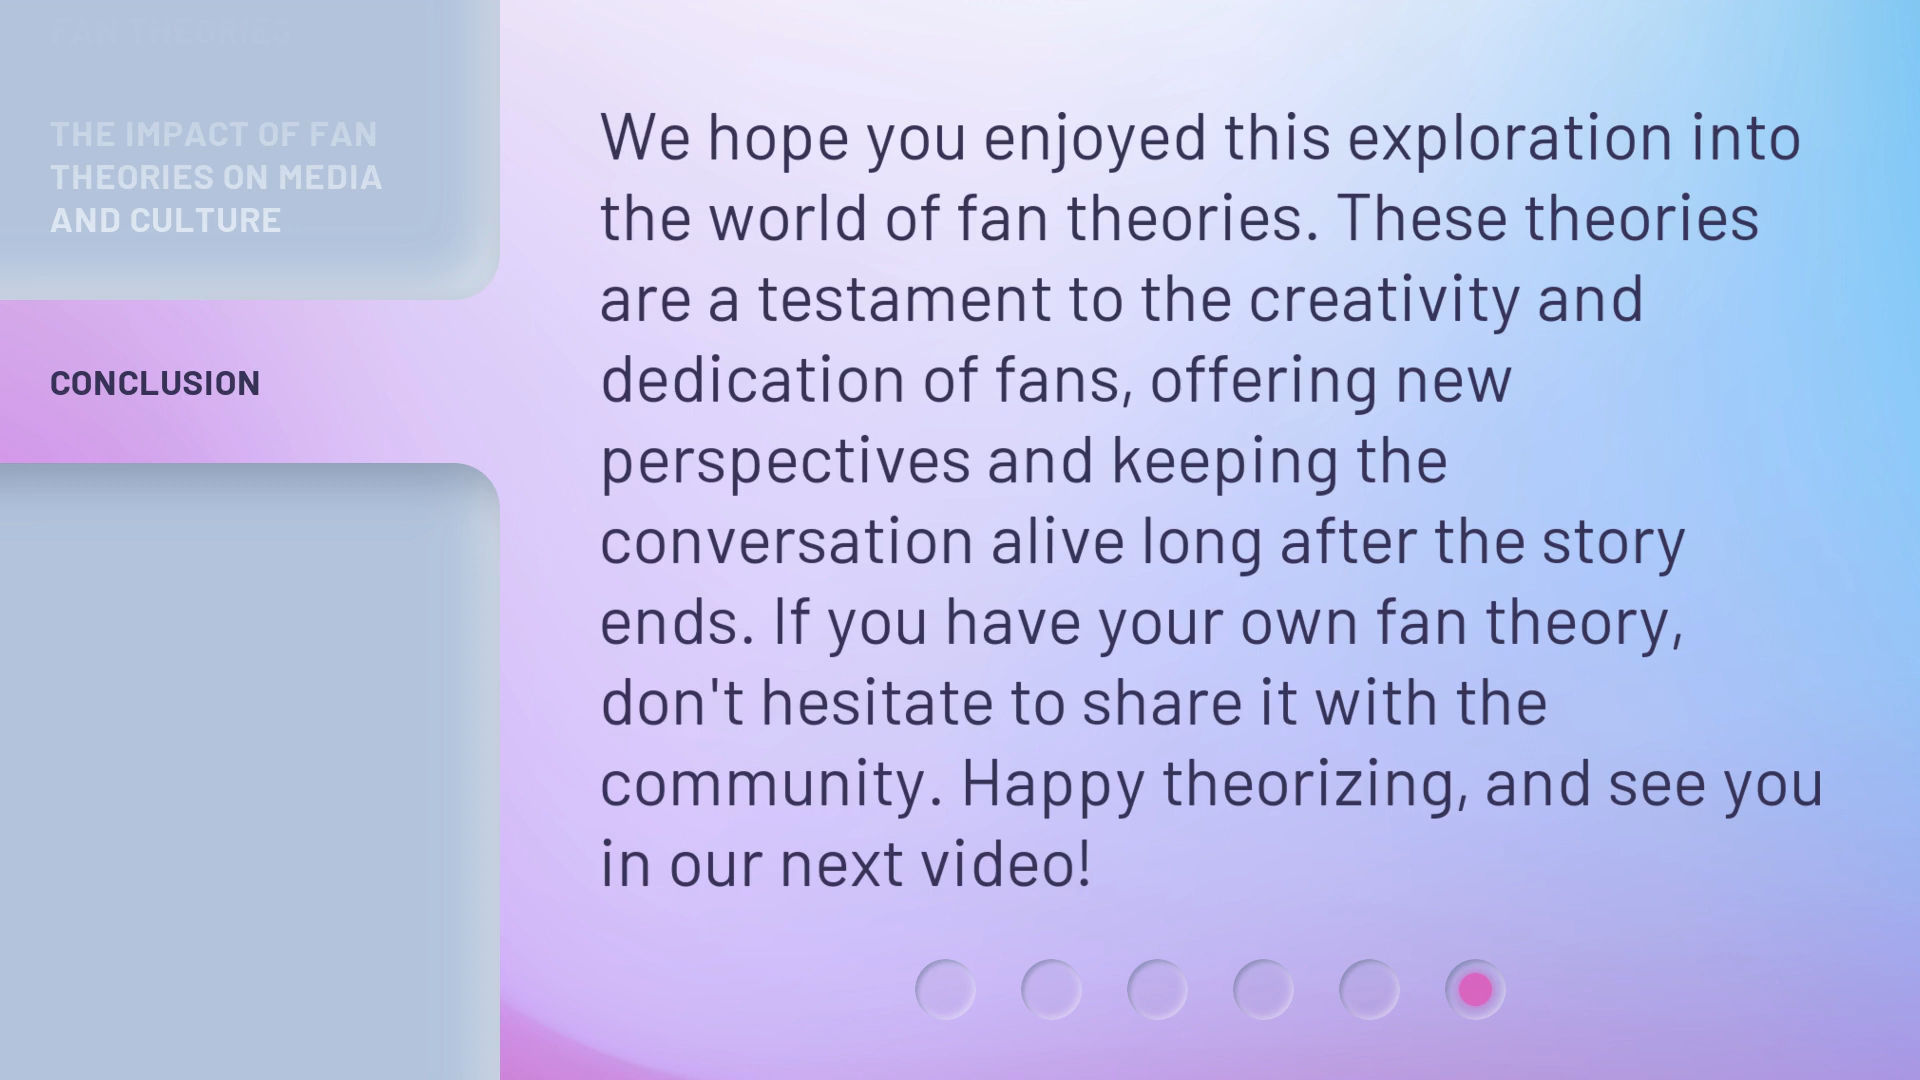 FAN THEORIES
THE IMPACT OF FAN
THEORIES ON MEDIA
AND CULTURE
CONCLUSION
We hope you enjoyed this exploration into
the world of fan theories. These theories
are a testament to the creativity and
dedication of fans, offering new
perspectives and keeping the
conversation alive long after the story
ends. If you have your own fan theory,
don't hesitate to share it with the
community. Happy theorizing, and see you
in our next video!